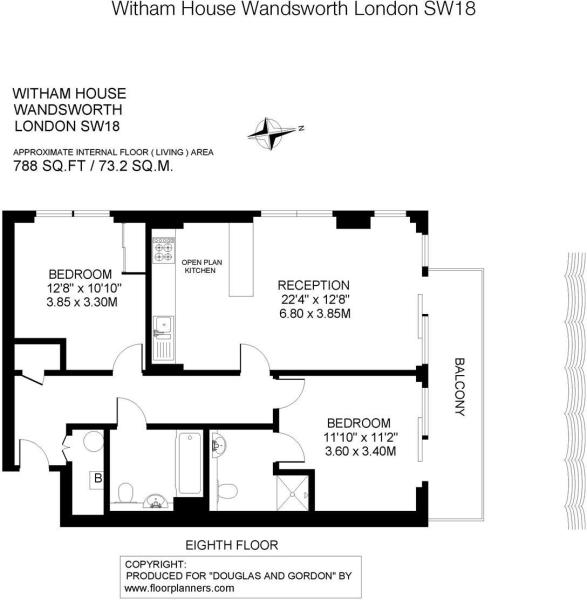 Witham House Wandsworth London SW18
WITHAM HOUSE
WANDSWORTH
LONDON SW18
APPROXIMATE INTERNAL FLOOR ( LIVING ) AREA
788 SQ.FT / 73.2 SQ.M.
N
OPEN PLAN
KITCHEN
BEDROOM
12'8" x 10'10"
3.85 x 3.30M
RECEPTION
22'4" x 12'8"
6.80 x 3.85M
BALCONY
BEDROOM
11'10" x 11'2"
3.60 x 3.40M
B
EIGHTH FLOOR
COPYRIGHT:
PRODUCED FOR "DOUGLAS AND GORDON" BY
www.floorplanners.com